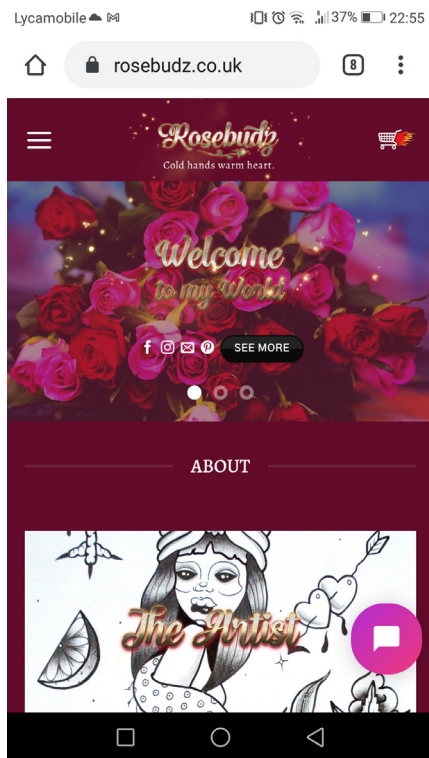 Lycamobile
37%
22:55
rosebudz.co.uk
8
Rosebudz
Cold hands warm heart.
Welcome
to my World
SEE MORE
ABOUT
The Artist